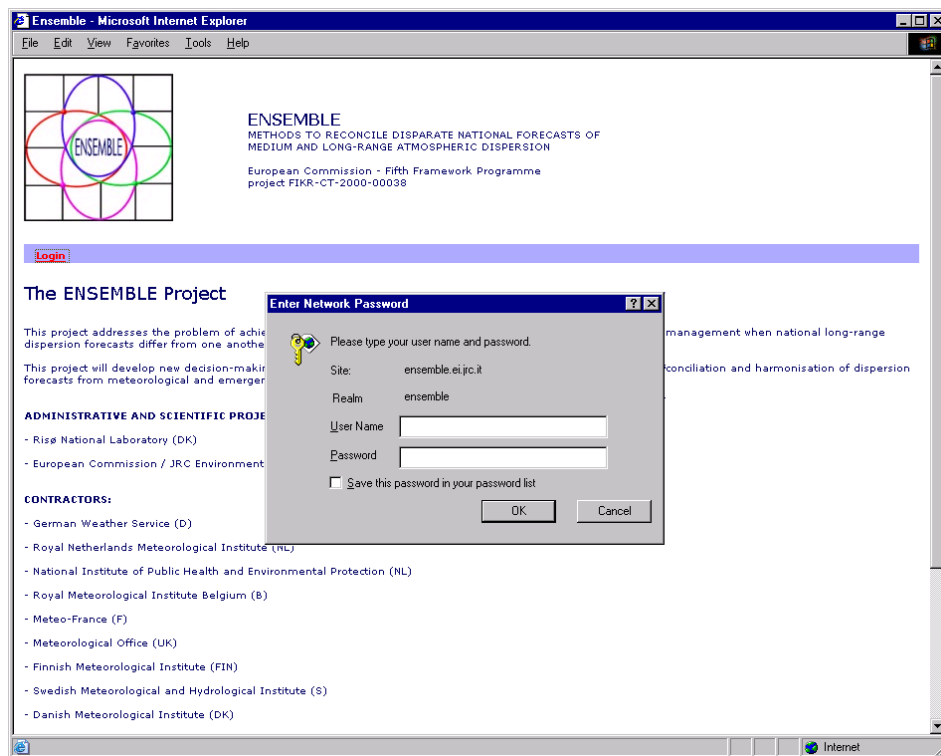 Ensemble - Microsoft Internet Explorer
File Edit View Favorites Tools Help
ENSEMBLE
ENSEMBLE
METHODS TO RECONCILE DISPARATE NATIONAL FORECASTS OF
MEDIUM AND LONG-RANGE ATMOSPHERIC DISPERSION
European Commission - Fifth Framework Programme
project FIKR-CT-2000-00038
Login
The ENSEMBLE Project
This project addresses the problem of achie management when national long-range
dispersion forecasts differ from one anothe
This project will develop new decision-makin conciliation and harmonisation of dispersion
forecasts from meteorological and emerger
ADMINISTRATIVE AND SCIENTIFIC PROJE
- Risø National Laboratory (DK)
- European Commission / JRC Environment
CONTRACTORS:
- German Weather Service (D)
- Royal Netherlands Meteorological Institute (NL)
- National Institute of Public Health and Environmental Protection (NL)
- Royal Meteorological Institute Belgium (B)
- Meteo-France (F)
- Meteorological Office (UK)
- Finnish Meteorological Institute (FIN)
- Swedish Meteorological and Hydrological Institute (S)
- Danish Meteorological Institute (DK)
Enter Network Password
Please type your user name and password.
Site: ensemble.ei.jrc.it
Realm ensemble
User Name
Password
Save this password in your password list
OK Cancel
Internet